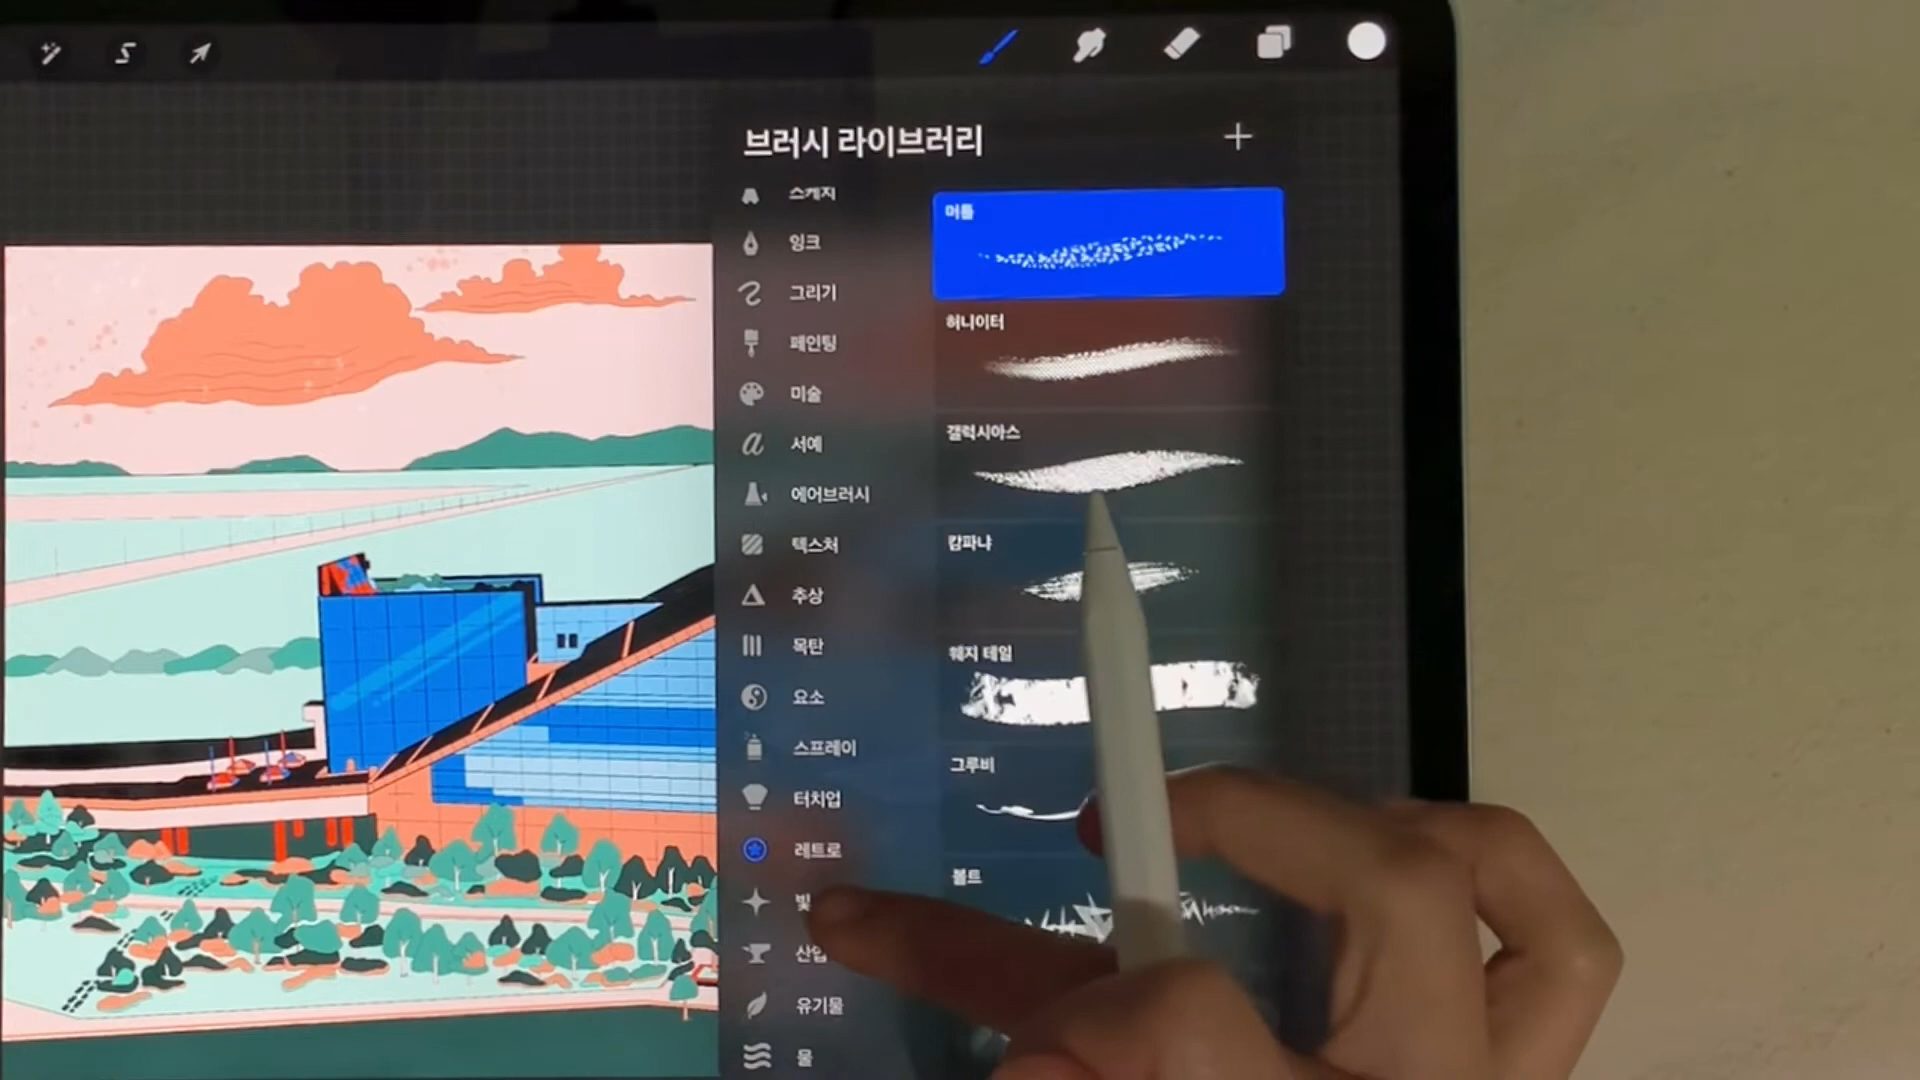 브러시 라이브러리
스케치
잉크
그리기
페인팅
미술
서예
에어브러시
텍스처
추상
목탄
요소
스프레이
터치업
레트로
빛
산업
유기물
물
머틀
허니이터
갤럭시아스
캄파냐
웨지 테일
그루비
볼트